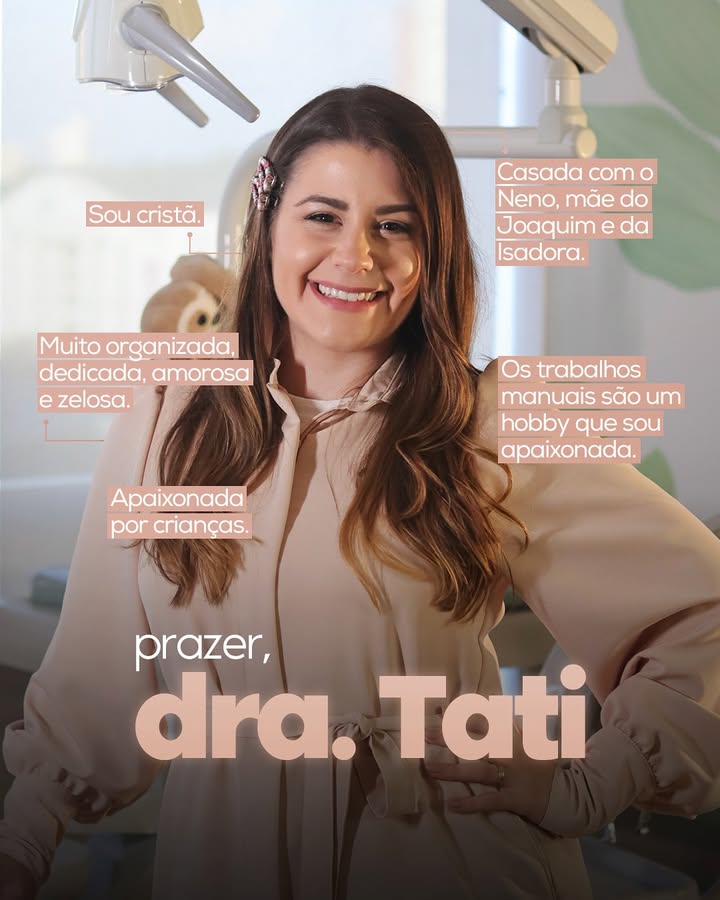 Sou cristã.
Casada com o
Neno, mãe do
Joaquim e da
Isadora.
Muito organizada,
dedicada, amorosa
e zelosa.
Os trabalhos
manuais são um
hobby que sou
apaixonada.
Apaixonada
por crianças.
prazer,
dra. Tati